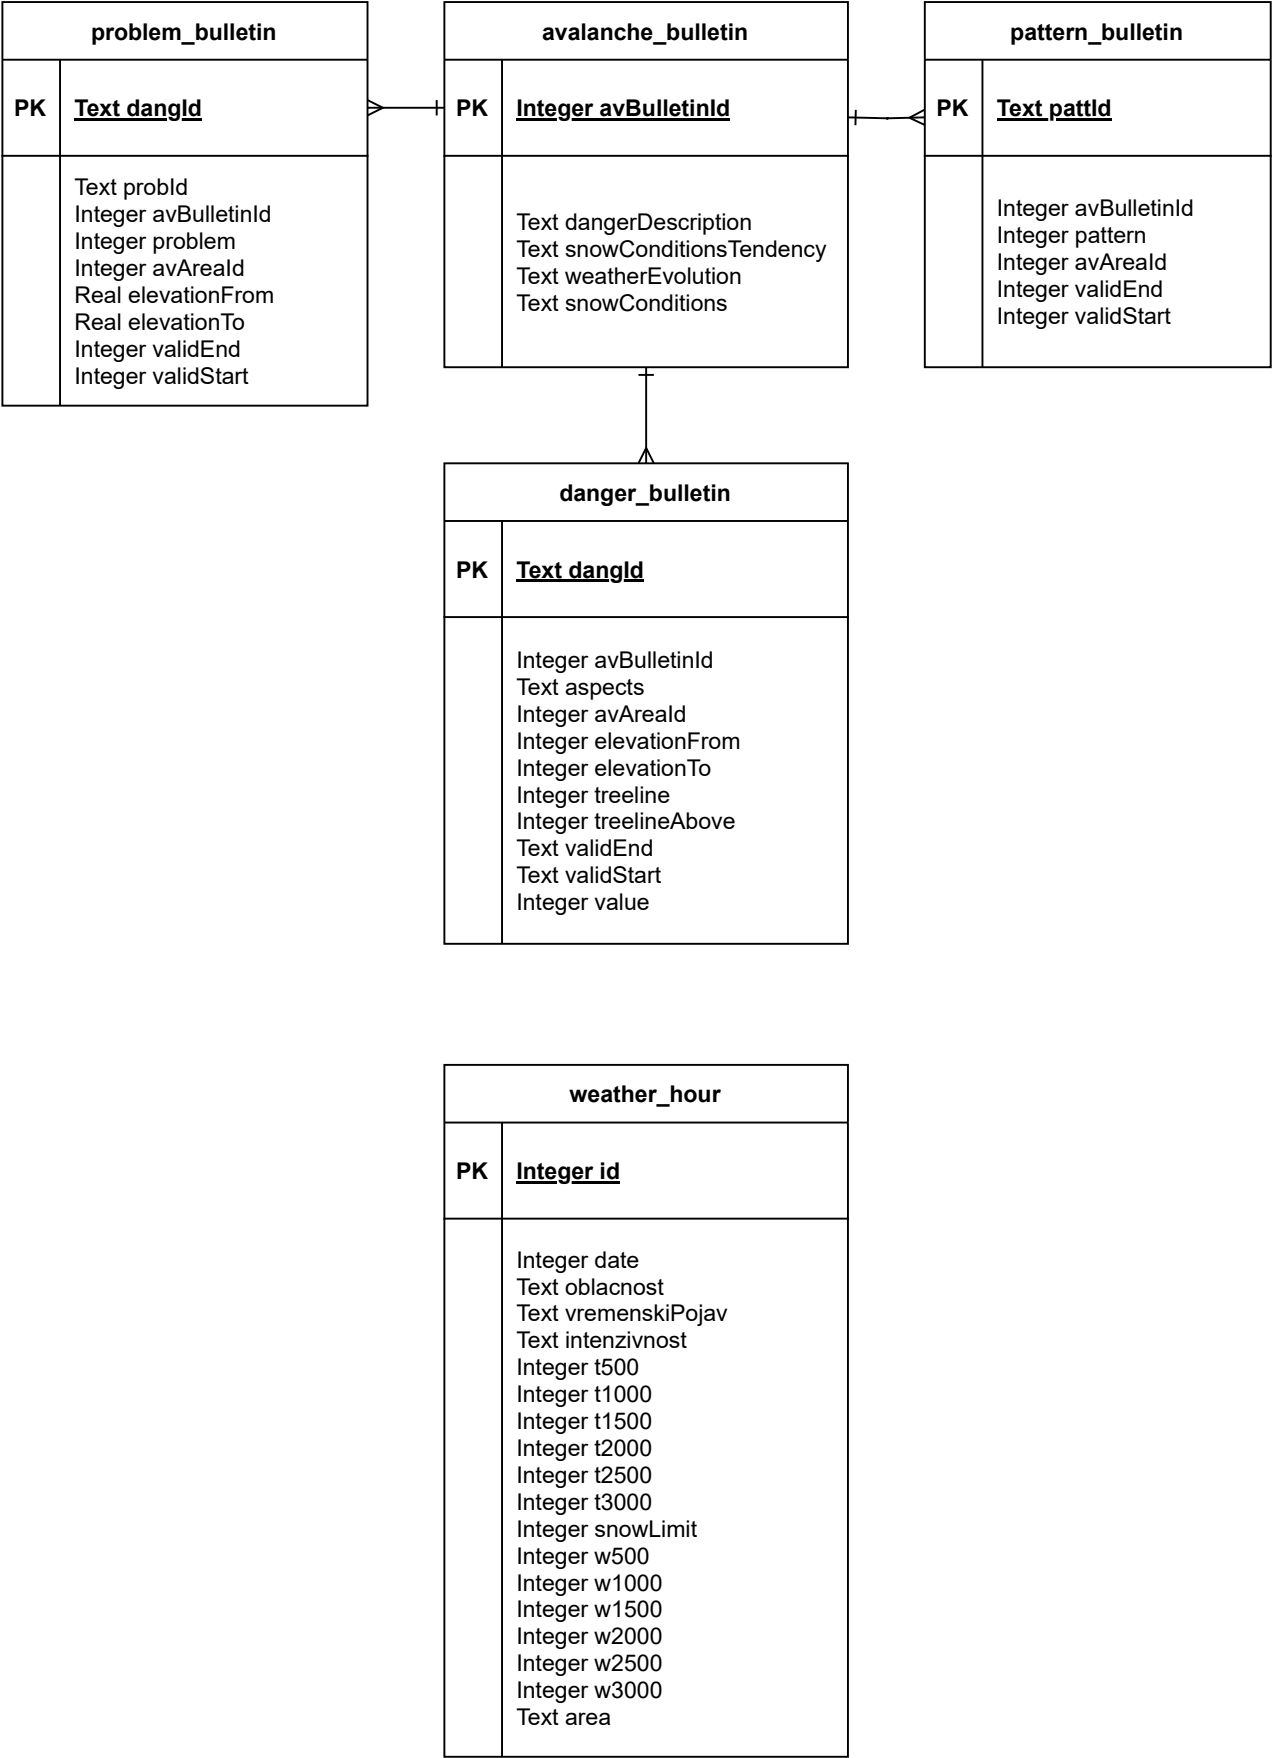 problem_bulletin
PK
Text dangId
Text probId
Integer avBulletinId
Integer problem
Integer avAreaId
Real elevationFrom
Real elevationTo
Integer validEnd
Integer validStart
avalanche_bulletin
PK
Integer avBulletinId
Text dangerDescription
Text snowConditionsTendency
Text weatherEvolution
Text snowConditions
pattern_bulletin
PK
Text pattId
Integer avBulletinId
Integer pattern
Integer avAreaId
Integer validEnd
Integer validStart
danger_bulletin
PK
Text dangId
Integer avBulletinId
Text aspects
Integer avAreaId
Integer elevationFrom
Integer elevationTo
Integer treeline
Integer treelineAbove
Text validEnd
Text validStart
Integer value
weather_hour
PK
Integer id
Integer date
Text oblacnost
Text vremenskiPojav
Text intenzivnost
Integer t500
Integer t1000
Integer t1500
Integer t2000
Integer t2500
Integer t3000
Integer snowLimit
Integer w500
Integer w1000
Integer w1500
Integer w2000
Integer w2500
Integer w3000
Text area